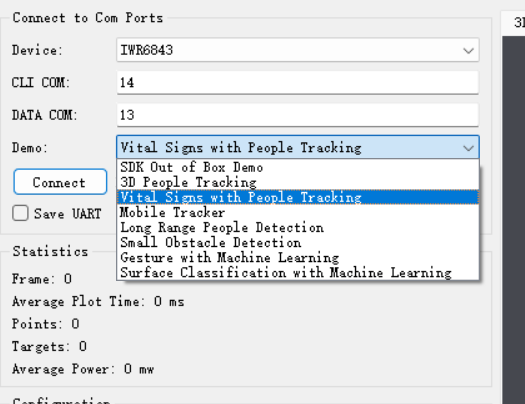 Connect to Com Ports
3
Device: IWR6843
CLI COM: 14
DATA COM: 13
Demo: Vital Signs with People Tracking
SDK Out of Box Demo
3D People Tracking
Connect
Vital Signs with People Tracking
Save UART
Mobile Tracker
Long Range People Detection
Small Obstacle Detection
Gesture with Machine Learning
Surface Classification with Machine Learning
Statistics
Frame: 0
Average Plot Time: 0 ms
Points: 0
Targets: 0
Average Power: 0 mw
Configuration